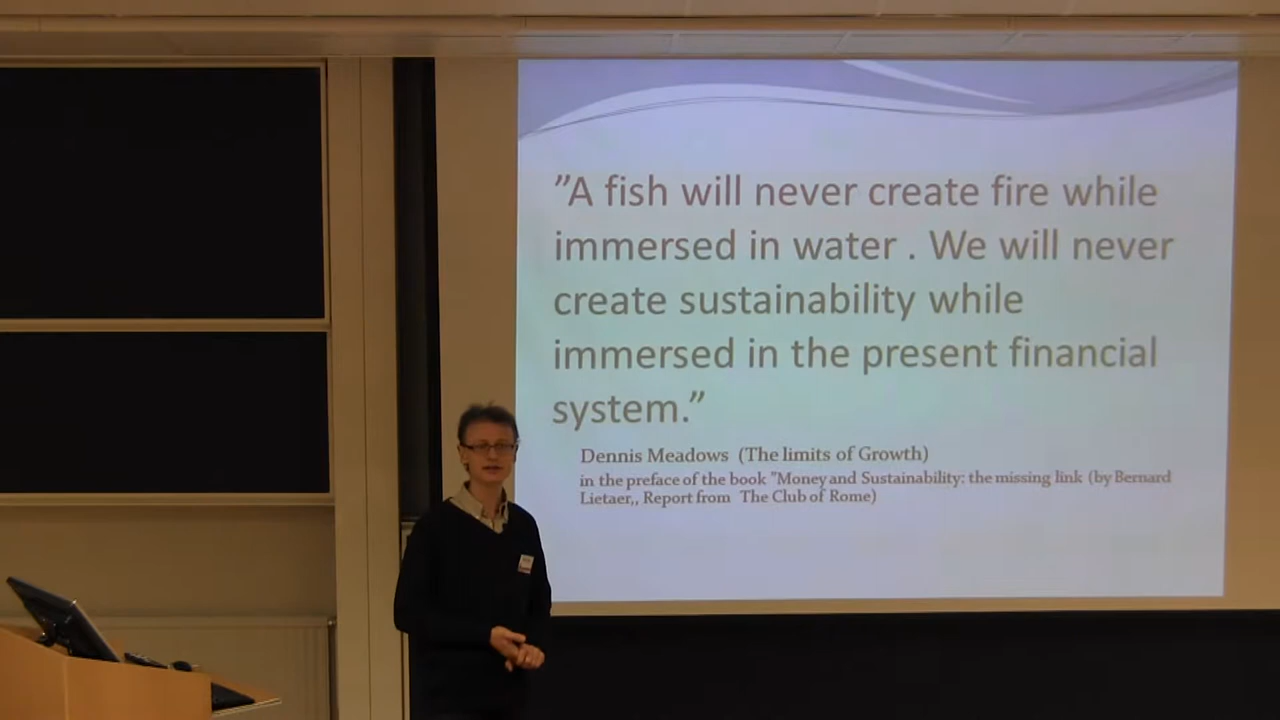 ”A fish will never create fire while
immersed in water . We will never
create sustainability while
immersed in the present financial
system.”
Dennis Meadows (The limits of Growth)
in the preface of the book ”Money and Sustainability: the missing link (by Bernard
Lietaer,, Report from The Club of Rome)